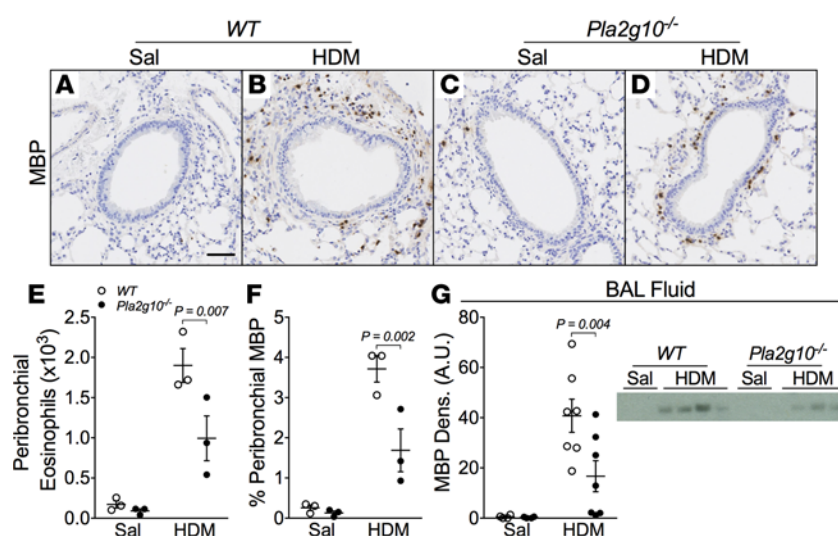 WT Pla2g10-/-
Sal HDM Sal HDM
A B C D
MBP
E F G BAL Fluid
○ WT
● Pla2g10-/-
Peribronchial
Eosinophils (x10³)
2.5
2.0
1.5
1.0
0.5
0.0
P = 0.007
Sal HDM
% Peribronchial MBP
5
4
3
2
1
0
P = 0.002
Sal HDM
MBP Dens. (A.U.)
80
60
40
20
0
P = 0.004
Sal HDM
WT Pla2g10-/-
Sal HDM Sal HDM